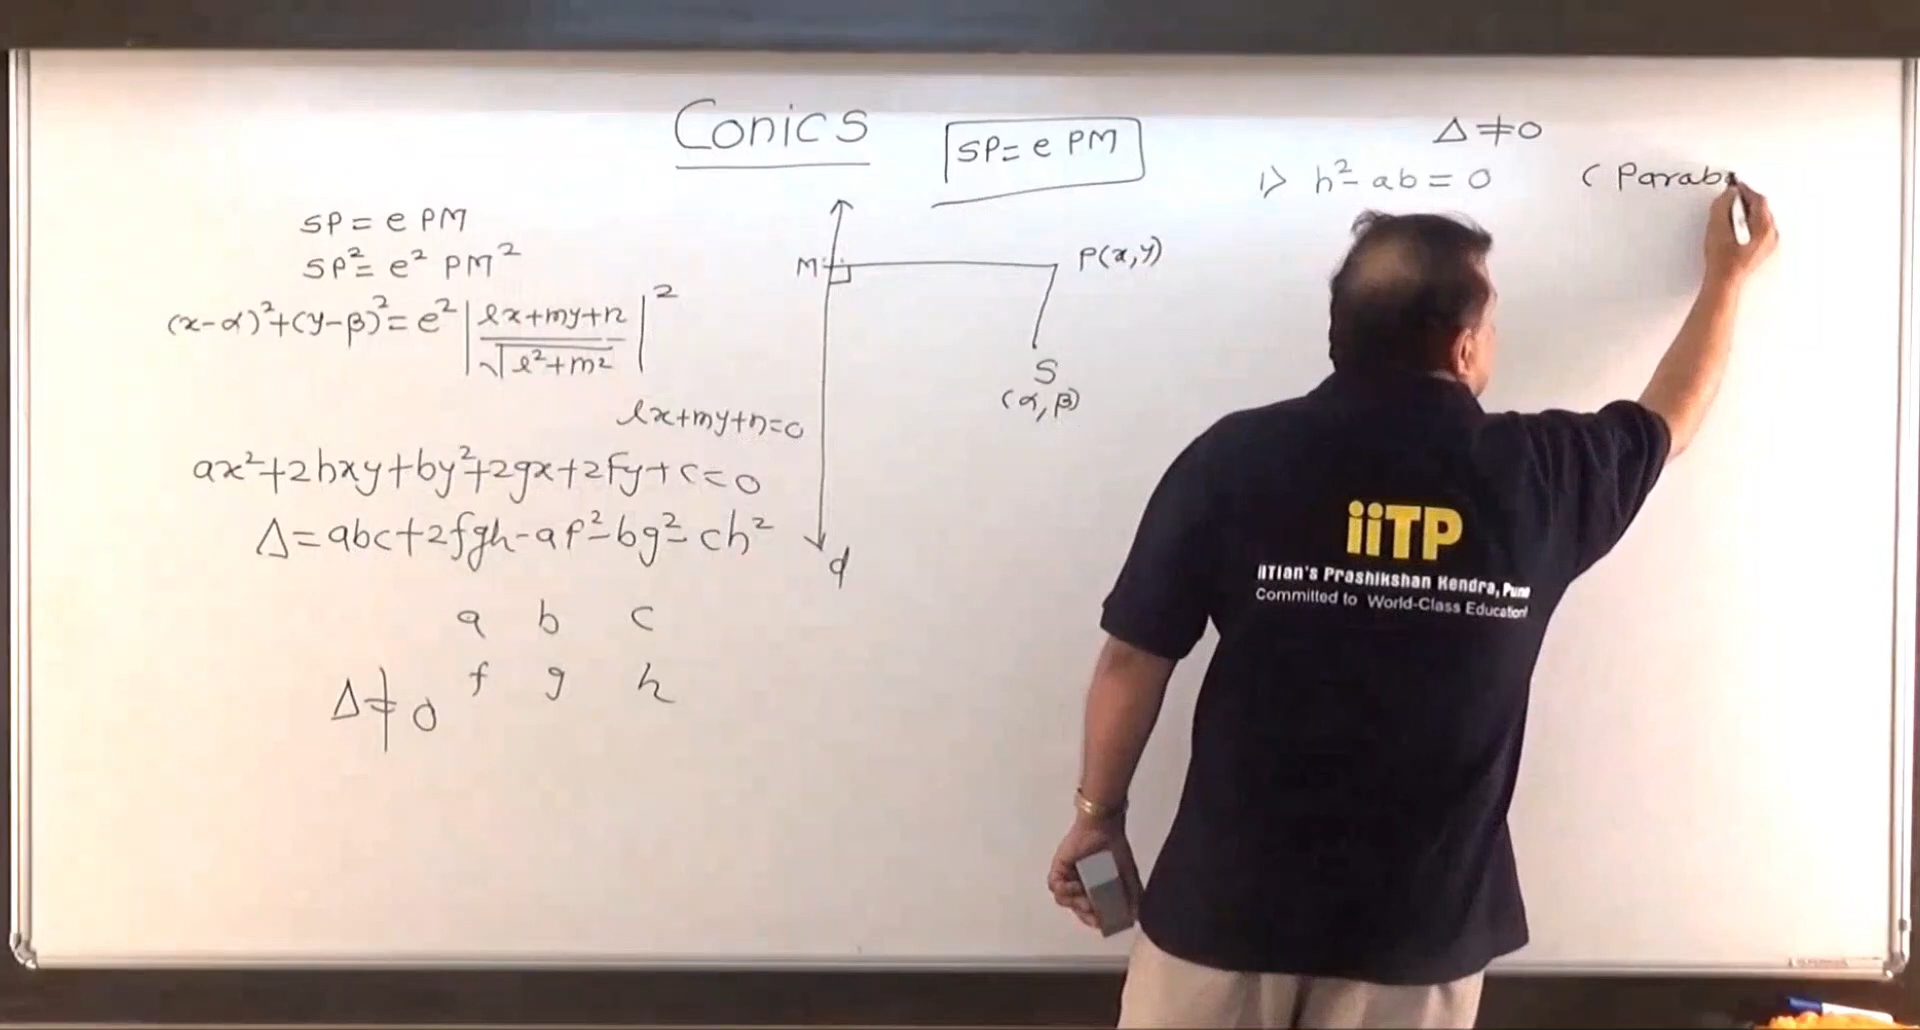 Conics
SP = e PM
SP = e PM
SP² = e² PM²
(x-α)²+(y-β)² = e² |lx+my+n / √l²+m²|²
lx+my+n=0
ax²+2hxy+by²+2gx+2fy+c=0
Δ=abc+2fgh-af²-bg²-ch²
a b c
f g h
Δ≠0
M
P(x,y)
S
(α,β)
d
Δ≠0
1> h²-ab=0 (Parab
iiTP
IITian's Prashikshan Kendra, Pune
Committed to World-Class Education!